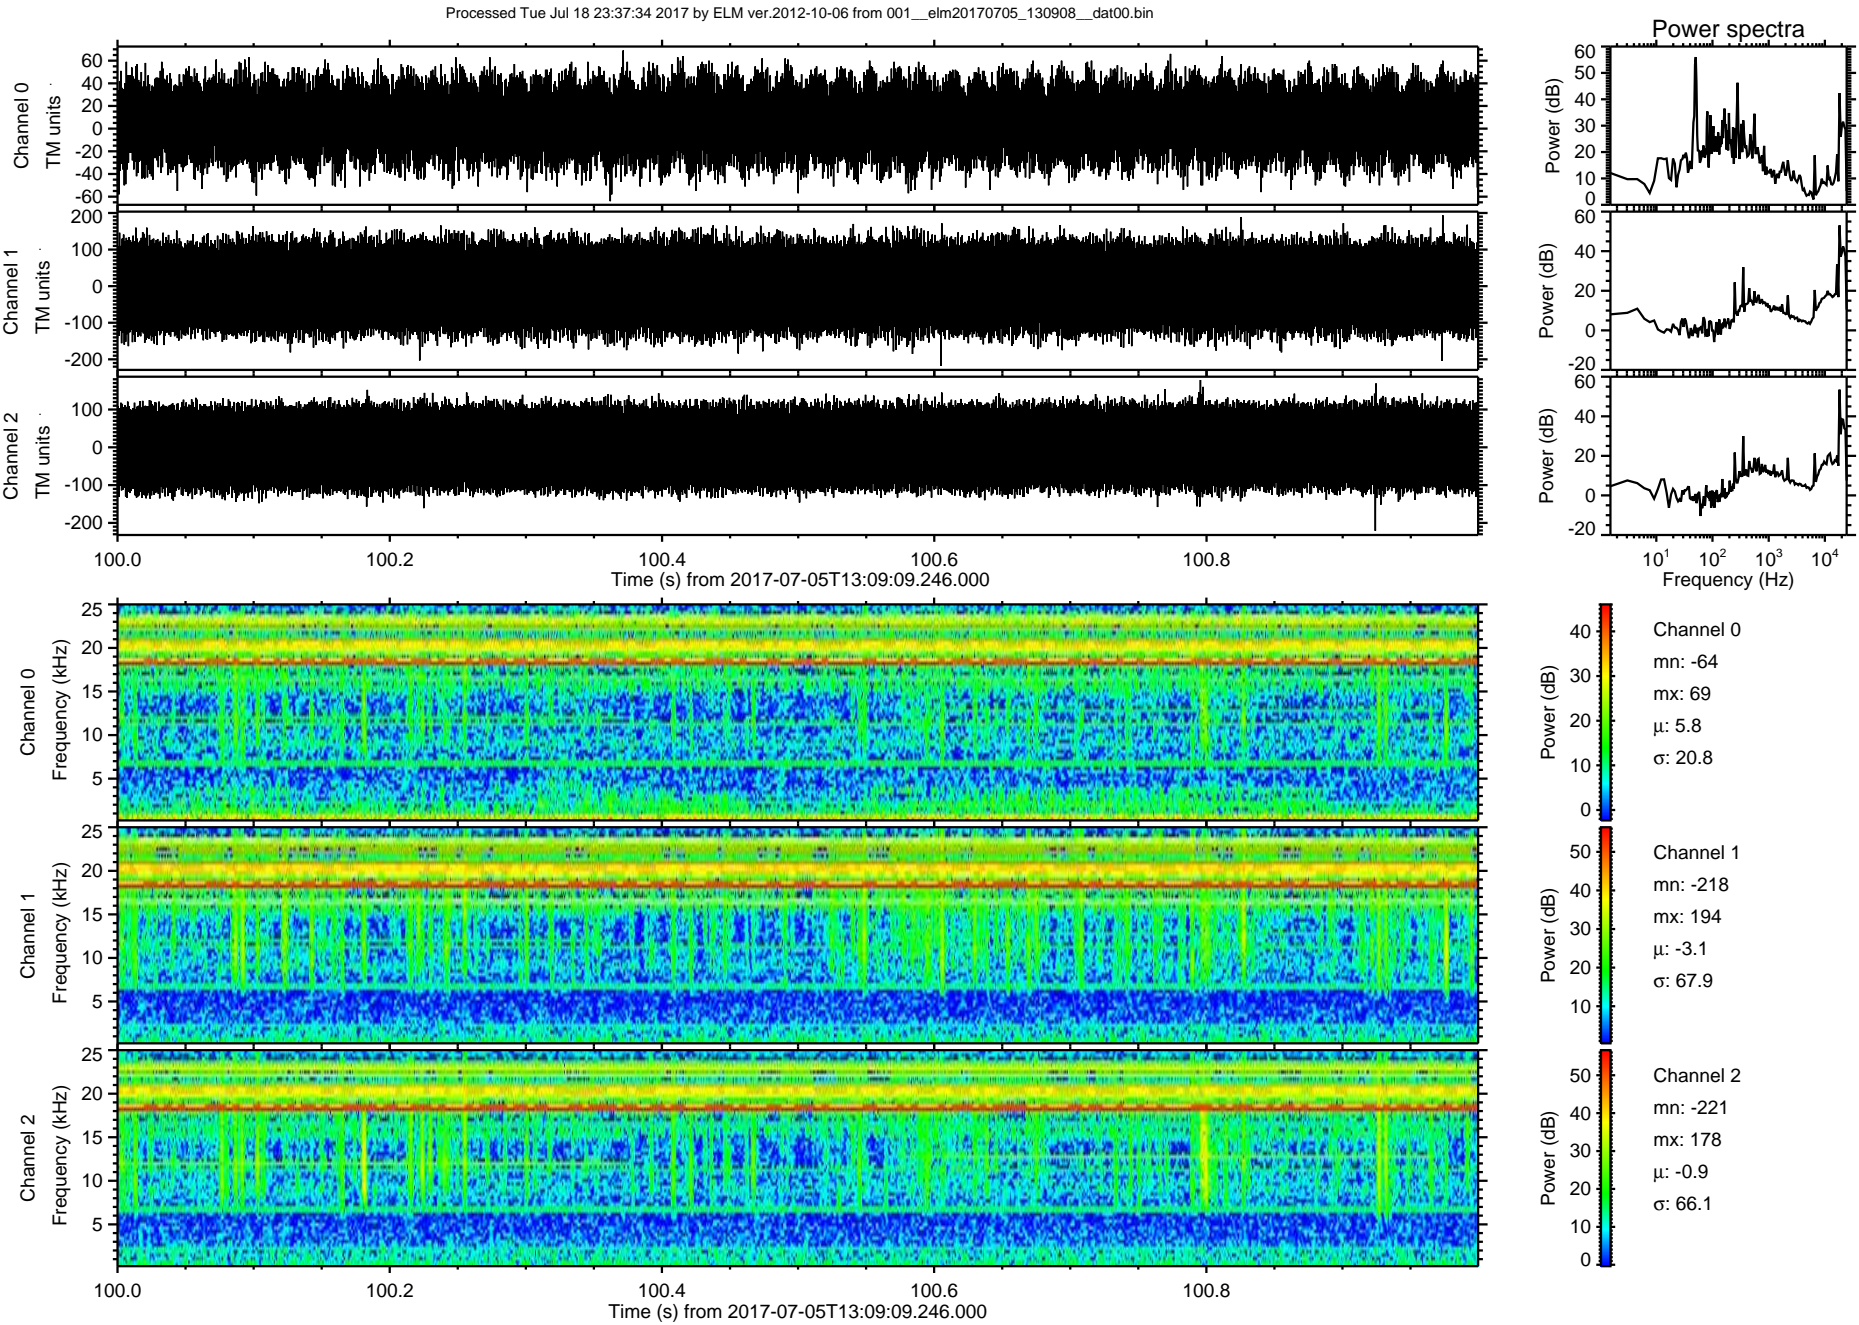 Processed Tue Jul 18 23:37:34 2017 by ELM ver.2012-10-06 from 001__elm20170705_130908__dat00.bin
Power spectra
Channel 0
TM units
60
40
20
0
-20
-40
-60
Power (dB)
60
50
40
30
20
10
0
Channel 1
TM units
200
100
0
-100
-200
Power (dB)
60
40
20
0
-20
Channel 2
TM units
100
0
-100
-200
Power (dB)
60
40
20
0
-20
100.0 100.2 100.4 100.6 100.8
Time (s) from 2017-07-05T13:09:09.246.000
10^1 10^2 10^3 10^4
Frequency (Hz)
Channel 0
Frequency (kHz)
25
20
15
10
5
Power (dB)
40
30
20
10
0
Channel 0
mn: -64
mx: 69
μ: 5.8
σ: 20.8
Channel 1
Frequency (kHz)
25
20
15
10
5
Power (dB)
50
40
30
20
10
Channel 1
mn: -218
mx: 194
μ: -3.1
σ: 67.9
Channel 2
Frequency (kHz)
25
20
15
10
5
Power (dB)
50
40
30
20
10
0
Channel 2
mn: -221
mx: 178
μ: -0.9
σ: 66.1
100.0 100.2 100.4 100.6 100.8
Time (s) from 2017-07-05T13:09:09.246.000